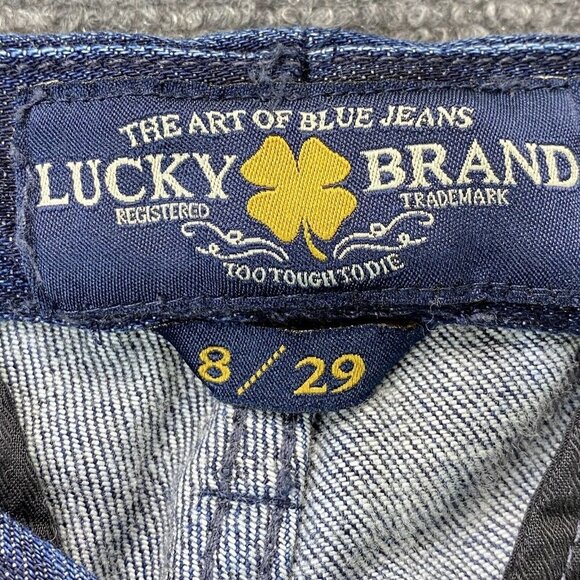 THE ART OF BLUE JEANS
LUCKY BRAND
REGISTERED TRADEMARK
TOO TOUGH TO DIE
8 / 29